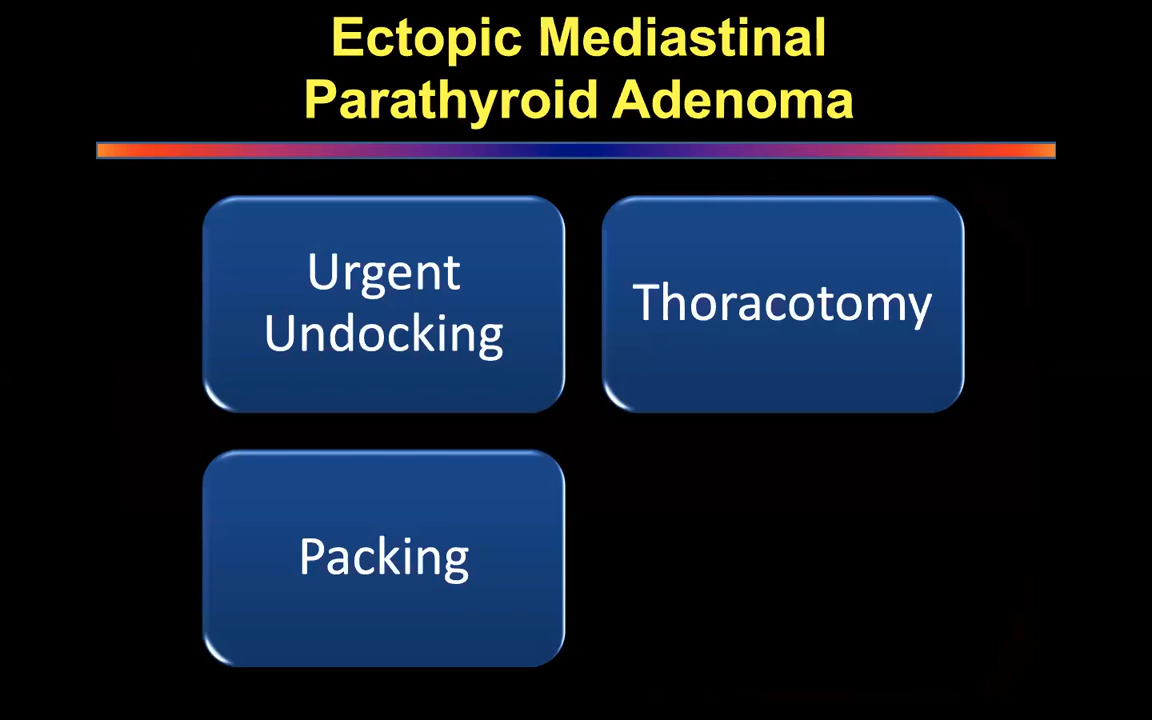 Ectopic Mediastinal
Parathyroid Adenoma
Urgent
Undocking
Thoracotomy
Packing